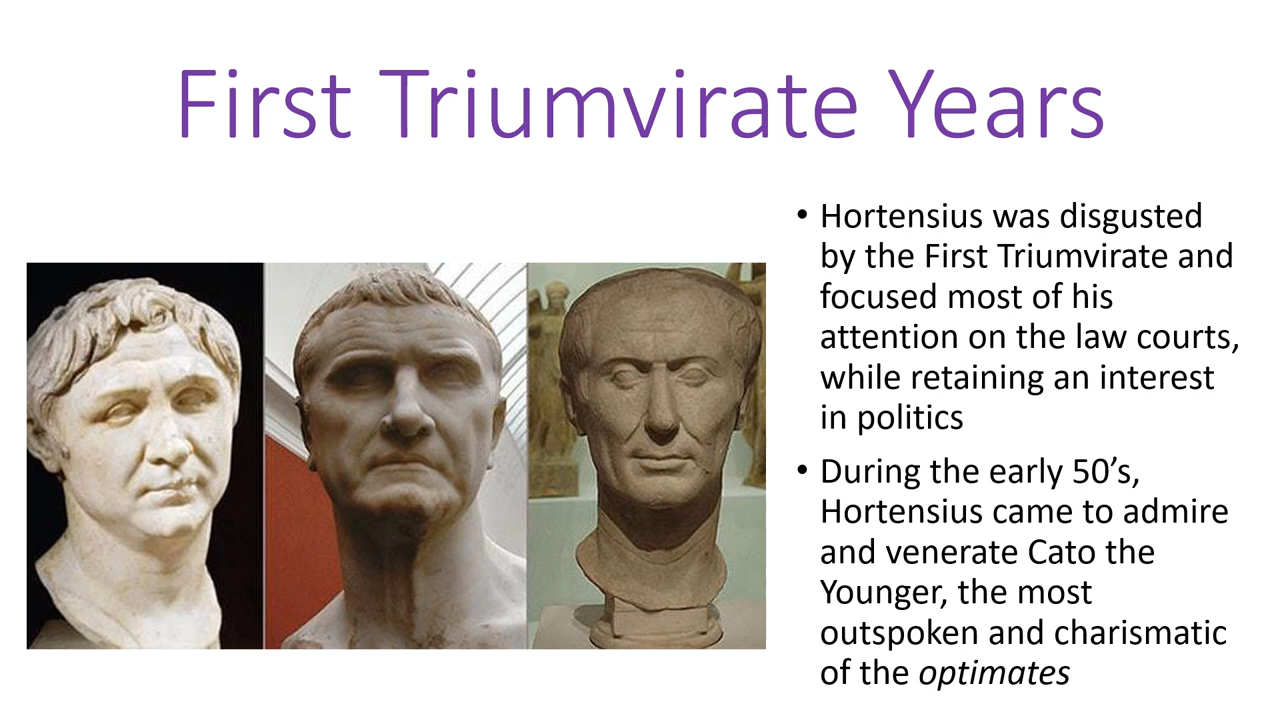 First Triumvirate Years
• Hortensius was disgusted
by the First Triumvirate and
focused most of his
attention on the law courts,
while retaining an interest
in politics
• During the early 50’s,
Hortensius came to admire
and venerate Cato the
Younger, the most
outspoken and charismatic
of the optimates